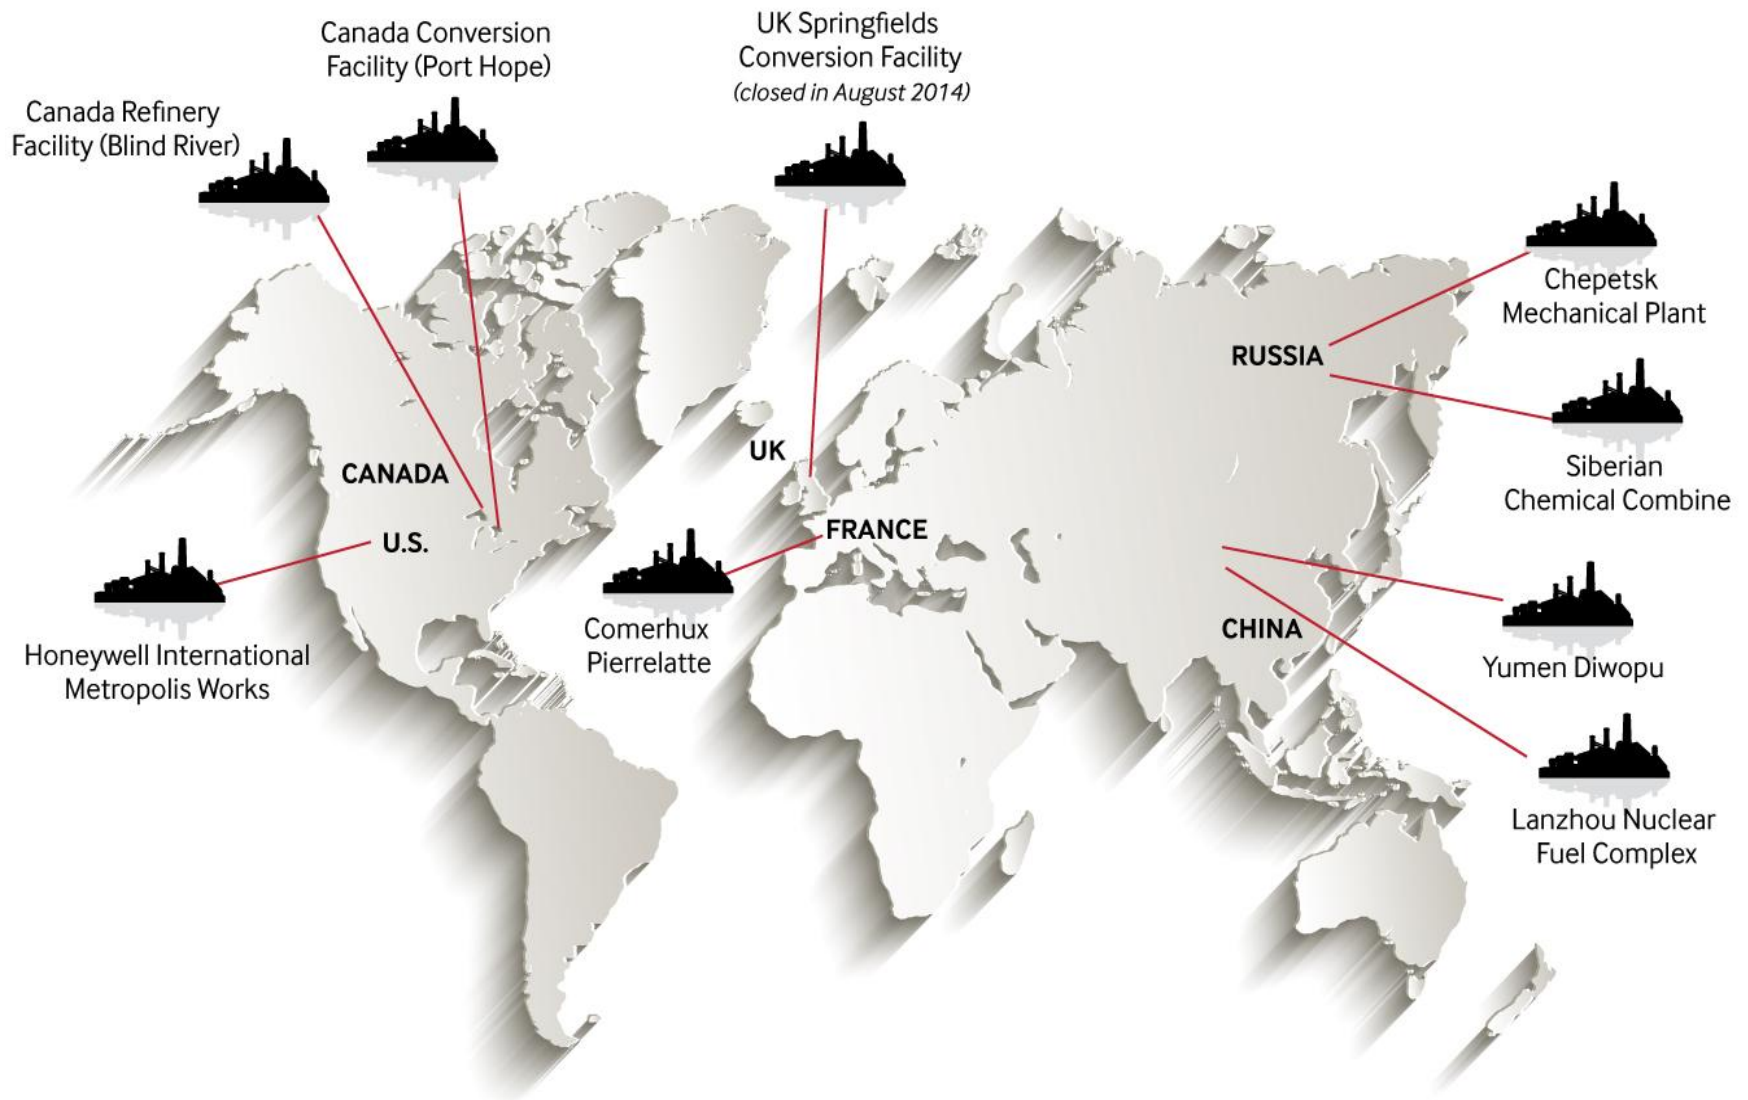 Canada Conversion
Facility (Port Hope)
UK Springfields
Conversion Facility
(closed in August 2014)
Canada Refinery
Facility (Blind River)
Chepetsk
Mechanical Plant
RUSSIA
Siberian
Chemical Combine
UK
CANADA
FRANCE
U.S.
Honeywell International
Metropolis Works
Comerhux
Pierrelatte
CHINA
Yumen Diwopu
Lanzhou Nuclear
Fuel Complex